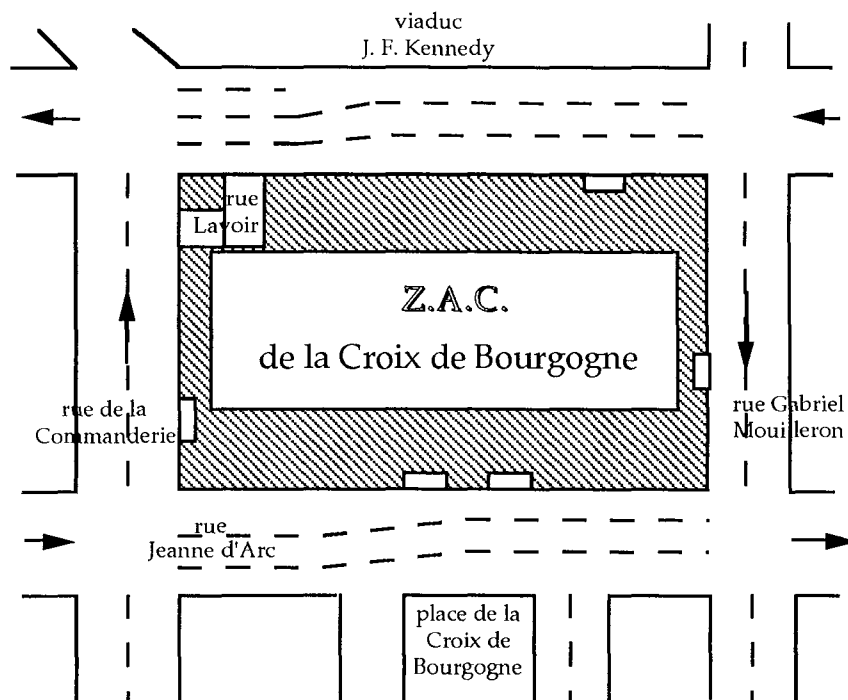 viaduc
J. F. Kennedy
rue
Lavoir
Z.A.C.
de la Croix de Bourgogne
rue de la
Commanderie
rue Gabriel
Mouilleron
rue
Jeanne d'Arc
place de la
Croix de
Bourgogne